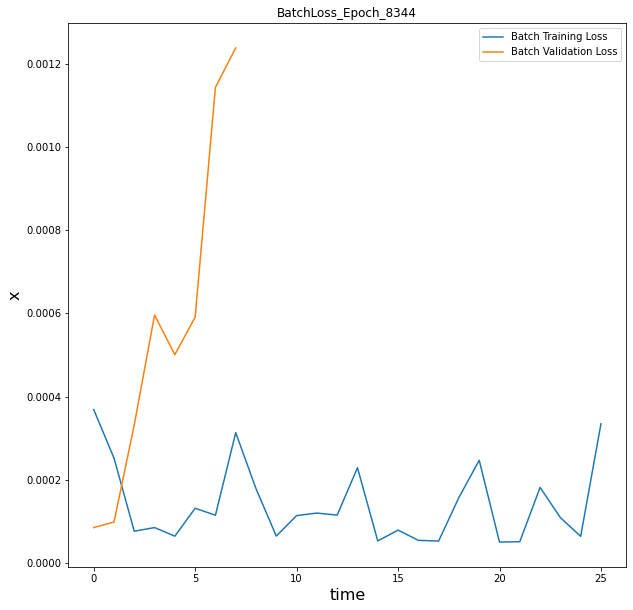 BatchLoss_Epoch_8344
Batch Training Loss
Batch Validation Loss
0.0012
0.0010
0.0008
0.0006
0.0004
0.0002
0.0000
x
0 5 10 15 20 25
time